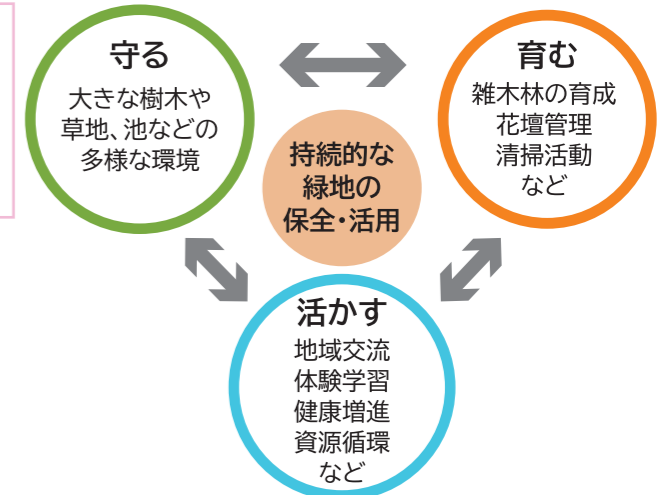 守る
大きな樹木や
草地、池などの
多様な環境
育む
雑木林の育成
花壇管理
清掃活動
など
持続的な
緑地の
保全・活用
活かす
地域交流
体験学習
健康増進
資源循環
など